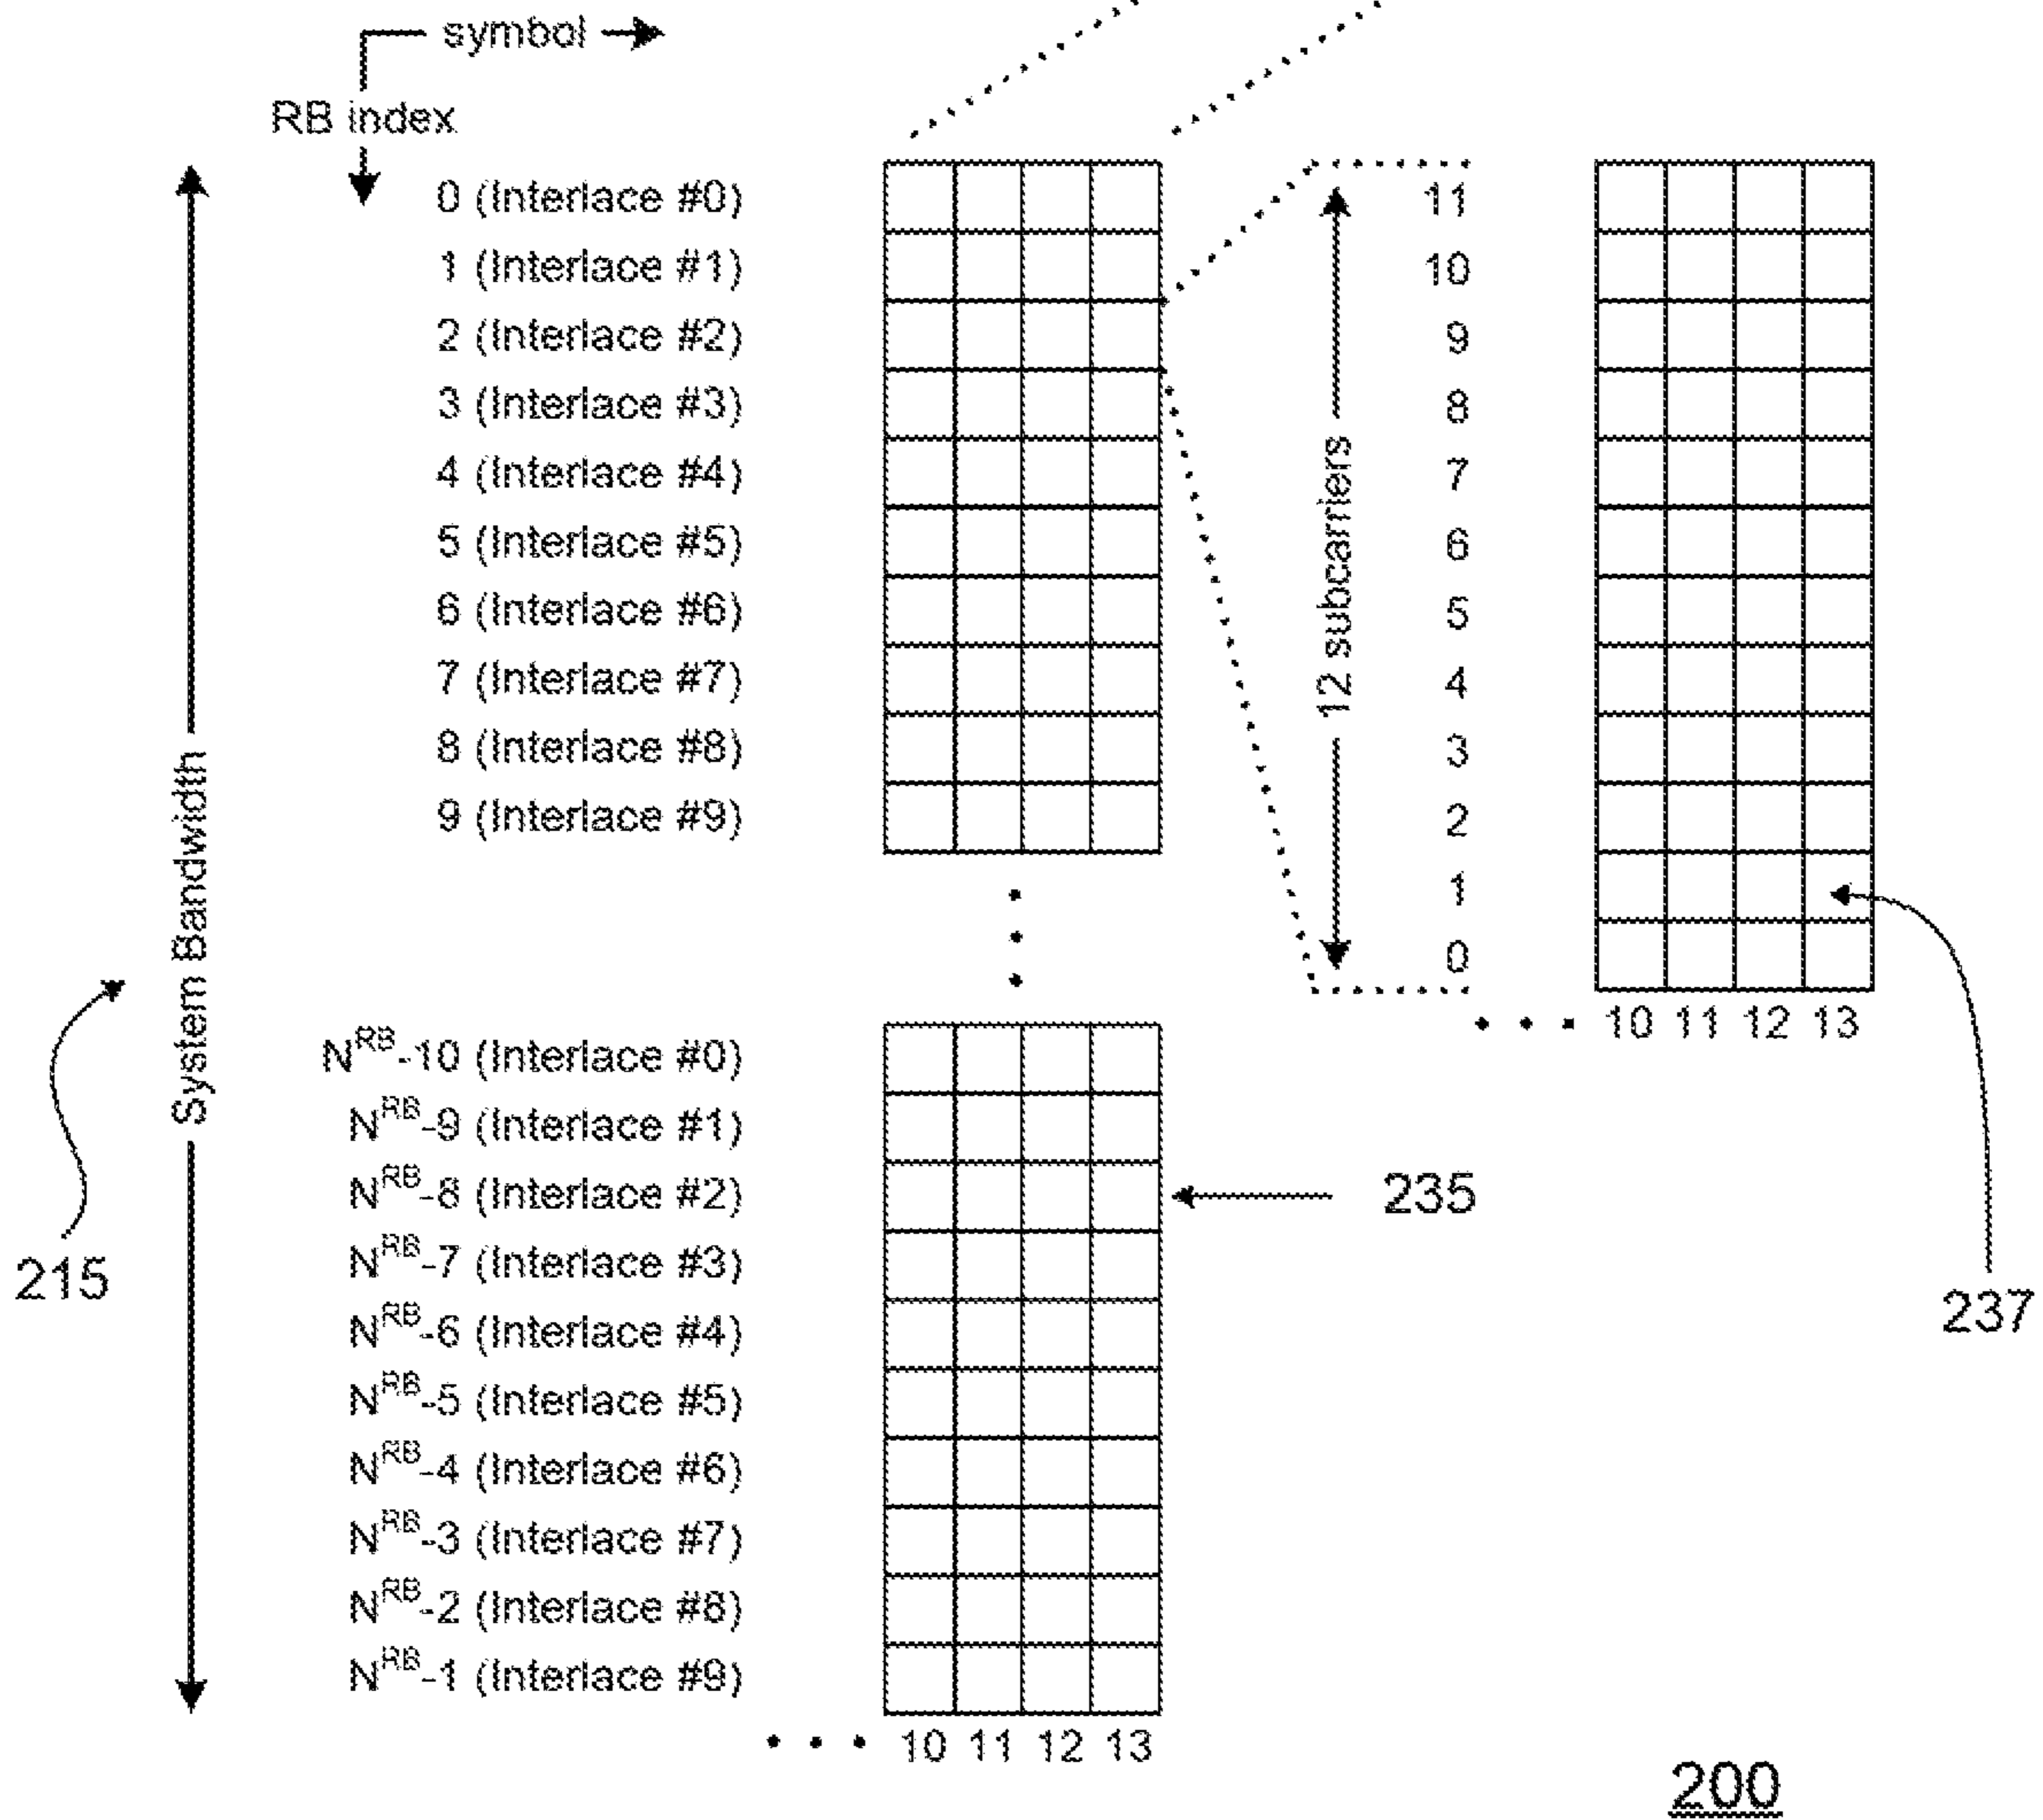 symbol
RB index
0 (Interlace #0)
1 (Interlace #1)
2 (Interlace #2)
3 (Interlace #3)
4 (Interlace #4)
5 (Interlace #5)
6 (Interlace #6)
7 (Interlace #7)
8 (Interlace #8)
9 (Interlace #9)
System Bandwidth
215
N^RB-10 (Interlace #0)
N^RB-9 (Interlace #1)
N^RB-8 (Interlace #2)
N^RB-7 (Interlace #3)
N^RB-6 (Interlace #4)
N^RB-5 (Interlace #5)
N^RB-4 (Interlace #6)
N^RB-3 (Interlace #7)
N^RB-2 (Interlace #8)
N^RB-1 (Interlace #9)
• • • 10 11 12 13
12 subcarriers
11
10
9
8
7
6
5
4
3
2
1
0
• • • 10 11 12 13
235
237
200